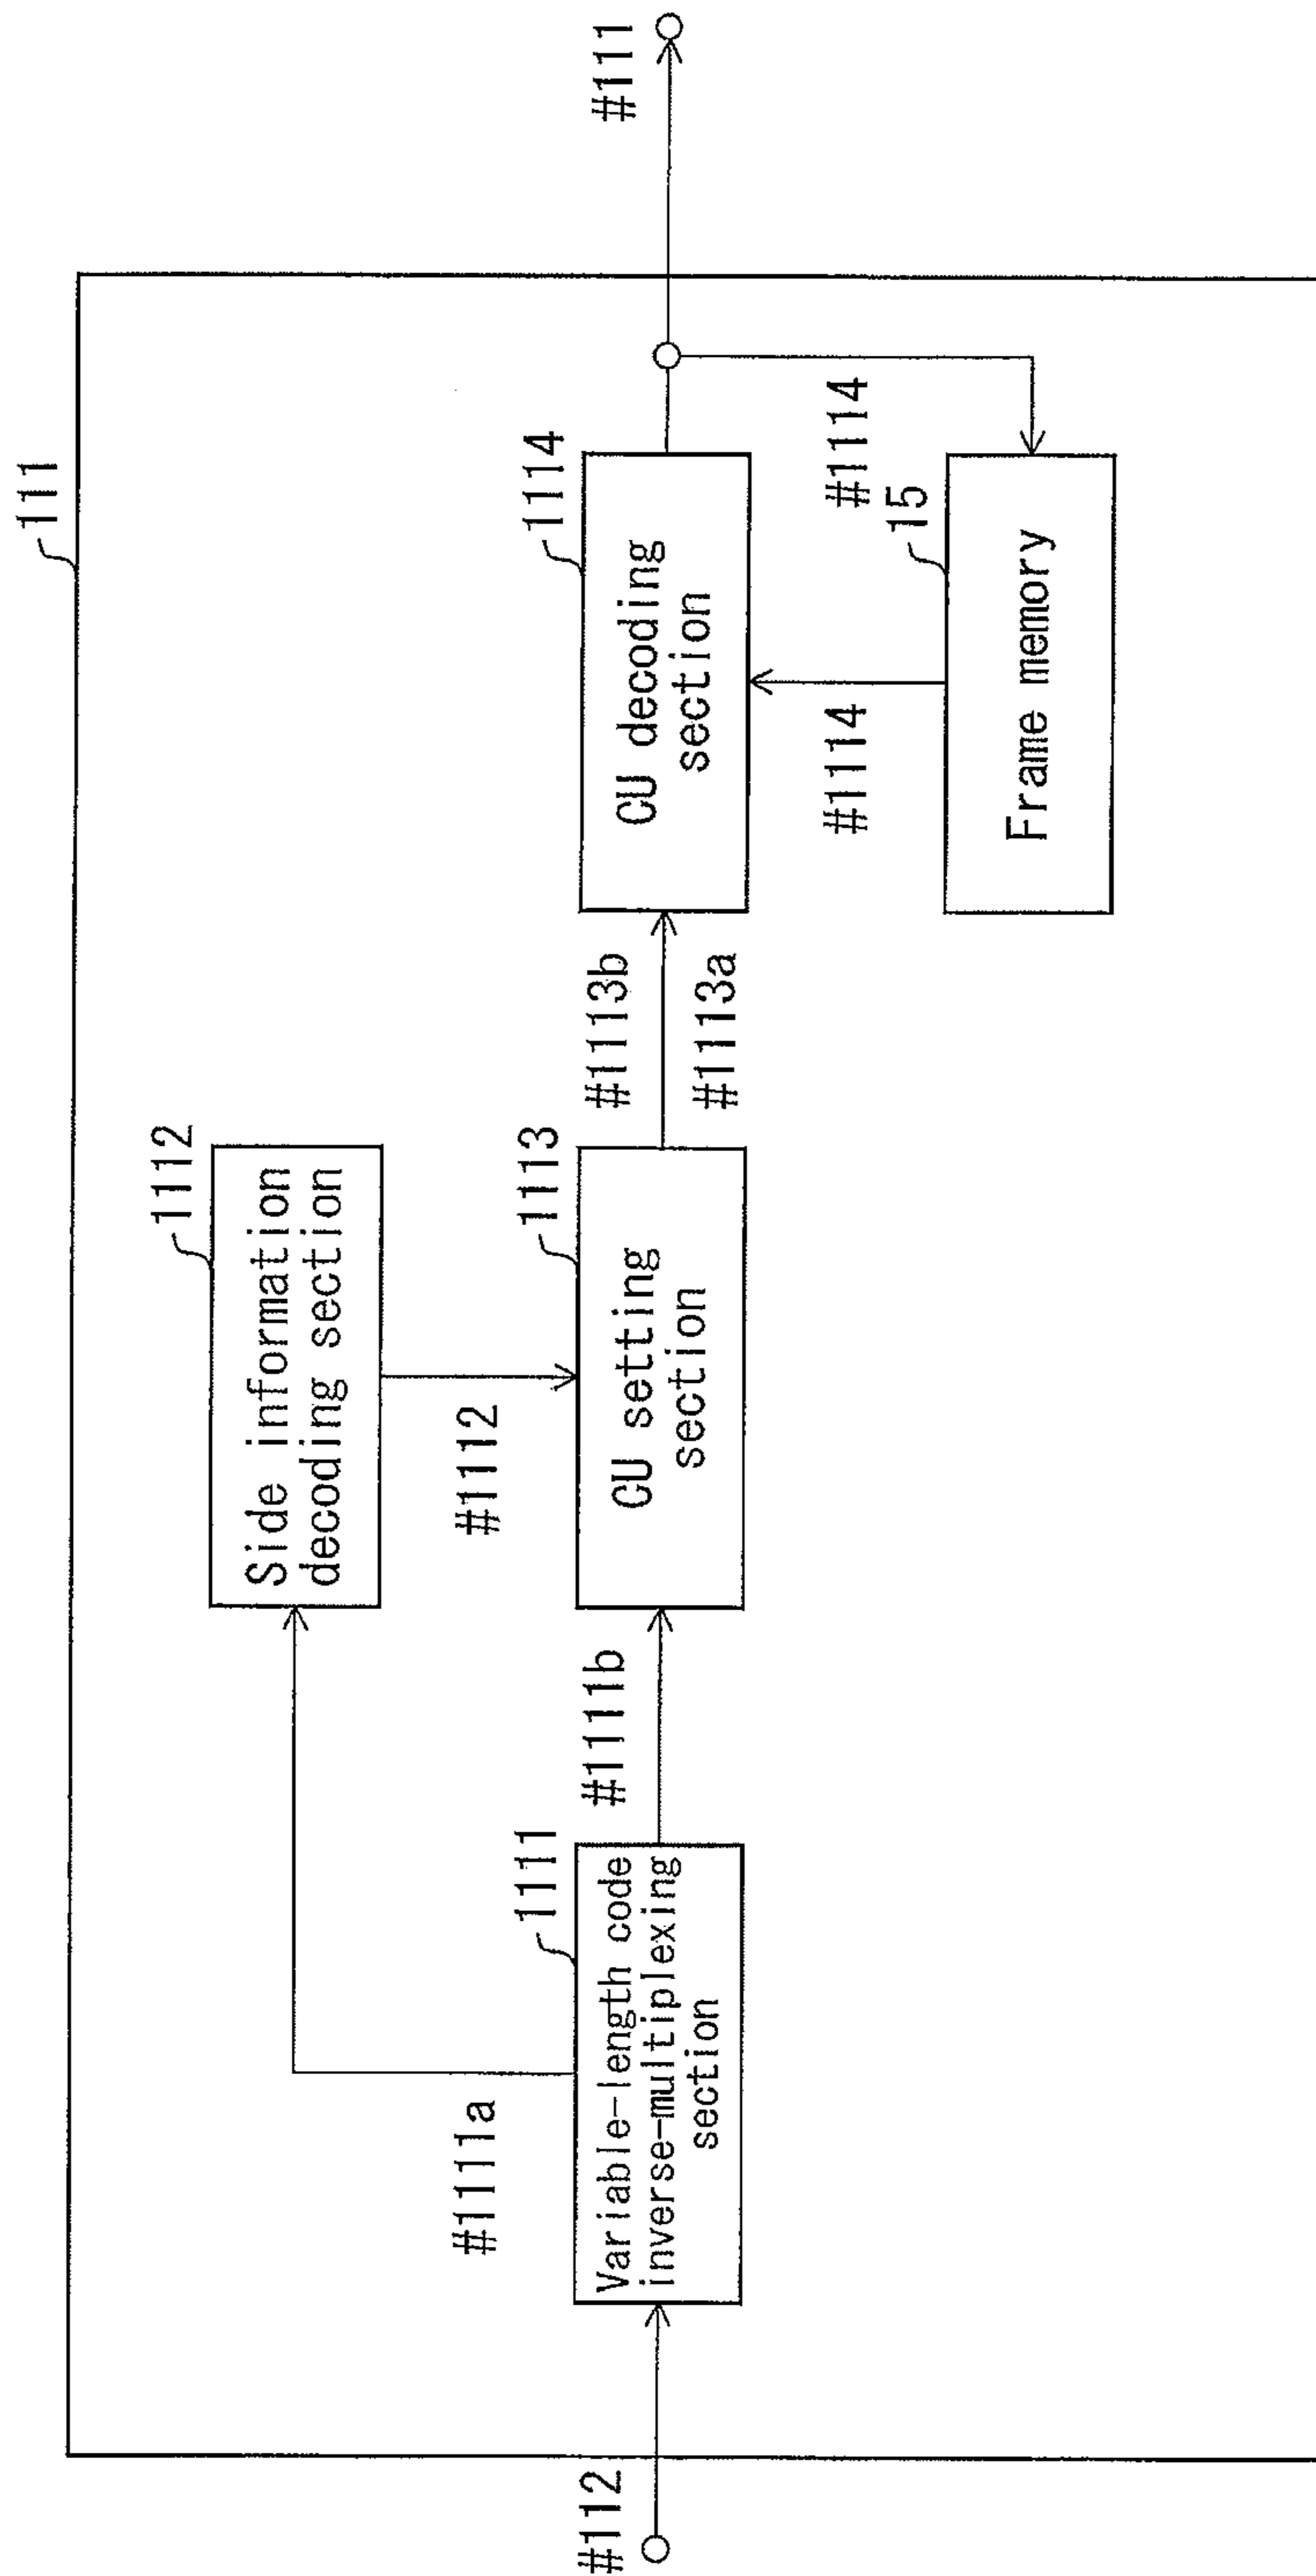 111
1112
Side information
decoding section
#1111a
#1112
1111
1113
1114
#112
Variable-length code
inverse-multiplexing
section
#1111b
CU setting
section
#1113b
#1113a
CU decoding
section
#111
#1114
#1114
15
Frame memory